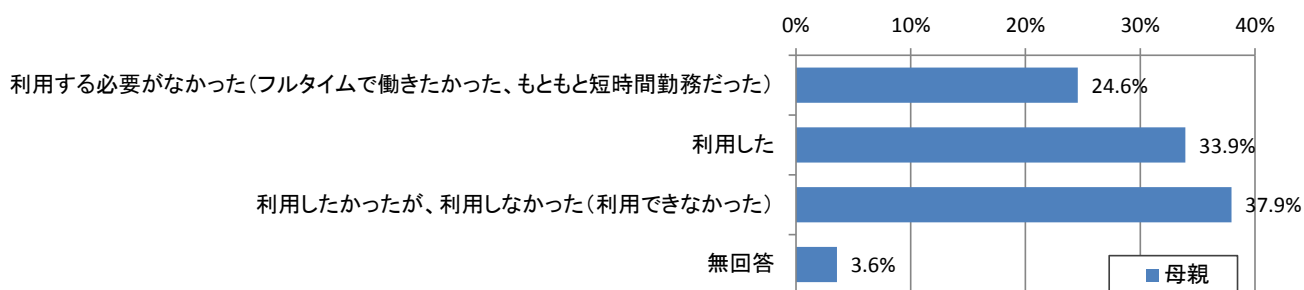 0% 10% 20% 30% 40%
利用する必要がなかった(フルタイムで働きたかった、もともと短時間勤務だった) 24.6%
利用した 33.9%
利用したかったが、利用しなかった(利用できなかった) 37.9%
無回答 3.6%
母親